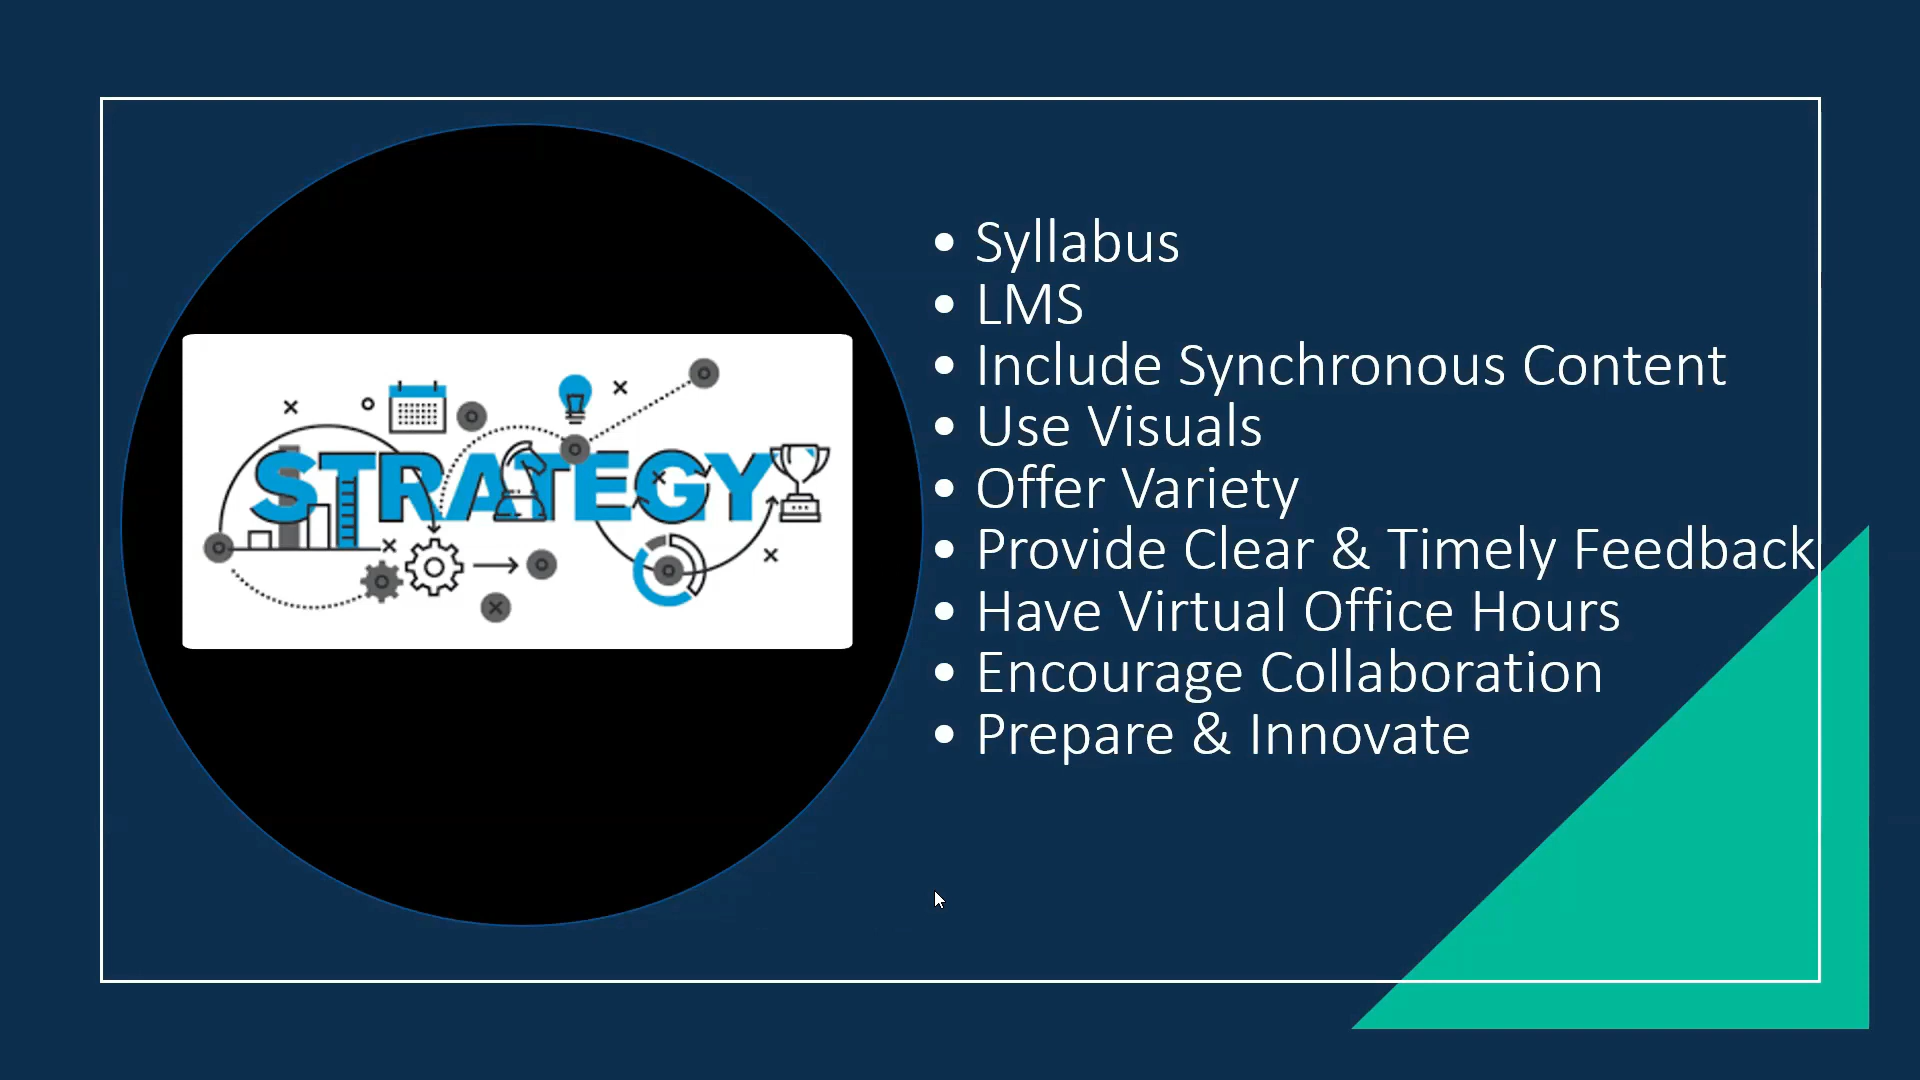 STRATEGY
Syllabus
LMS
Include Synchronous Content
Use Visuals
Offer Variety
Provide Clear & Timely Feedback
Have Virtual Office Hours
Encourage Collaboration
Prepare & Innovate